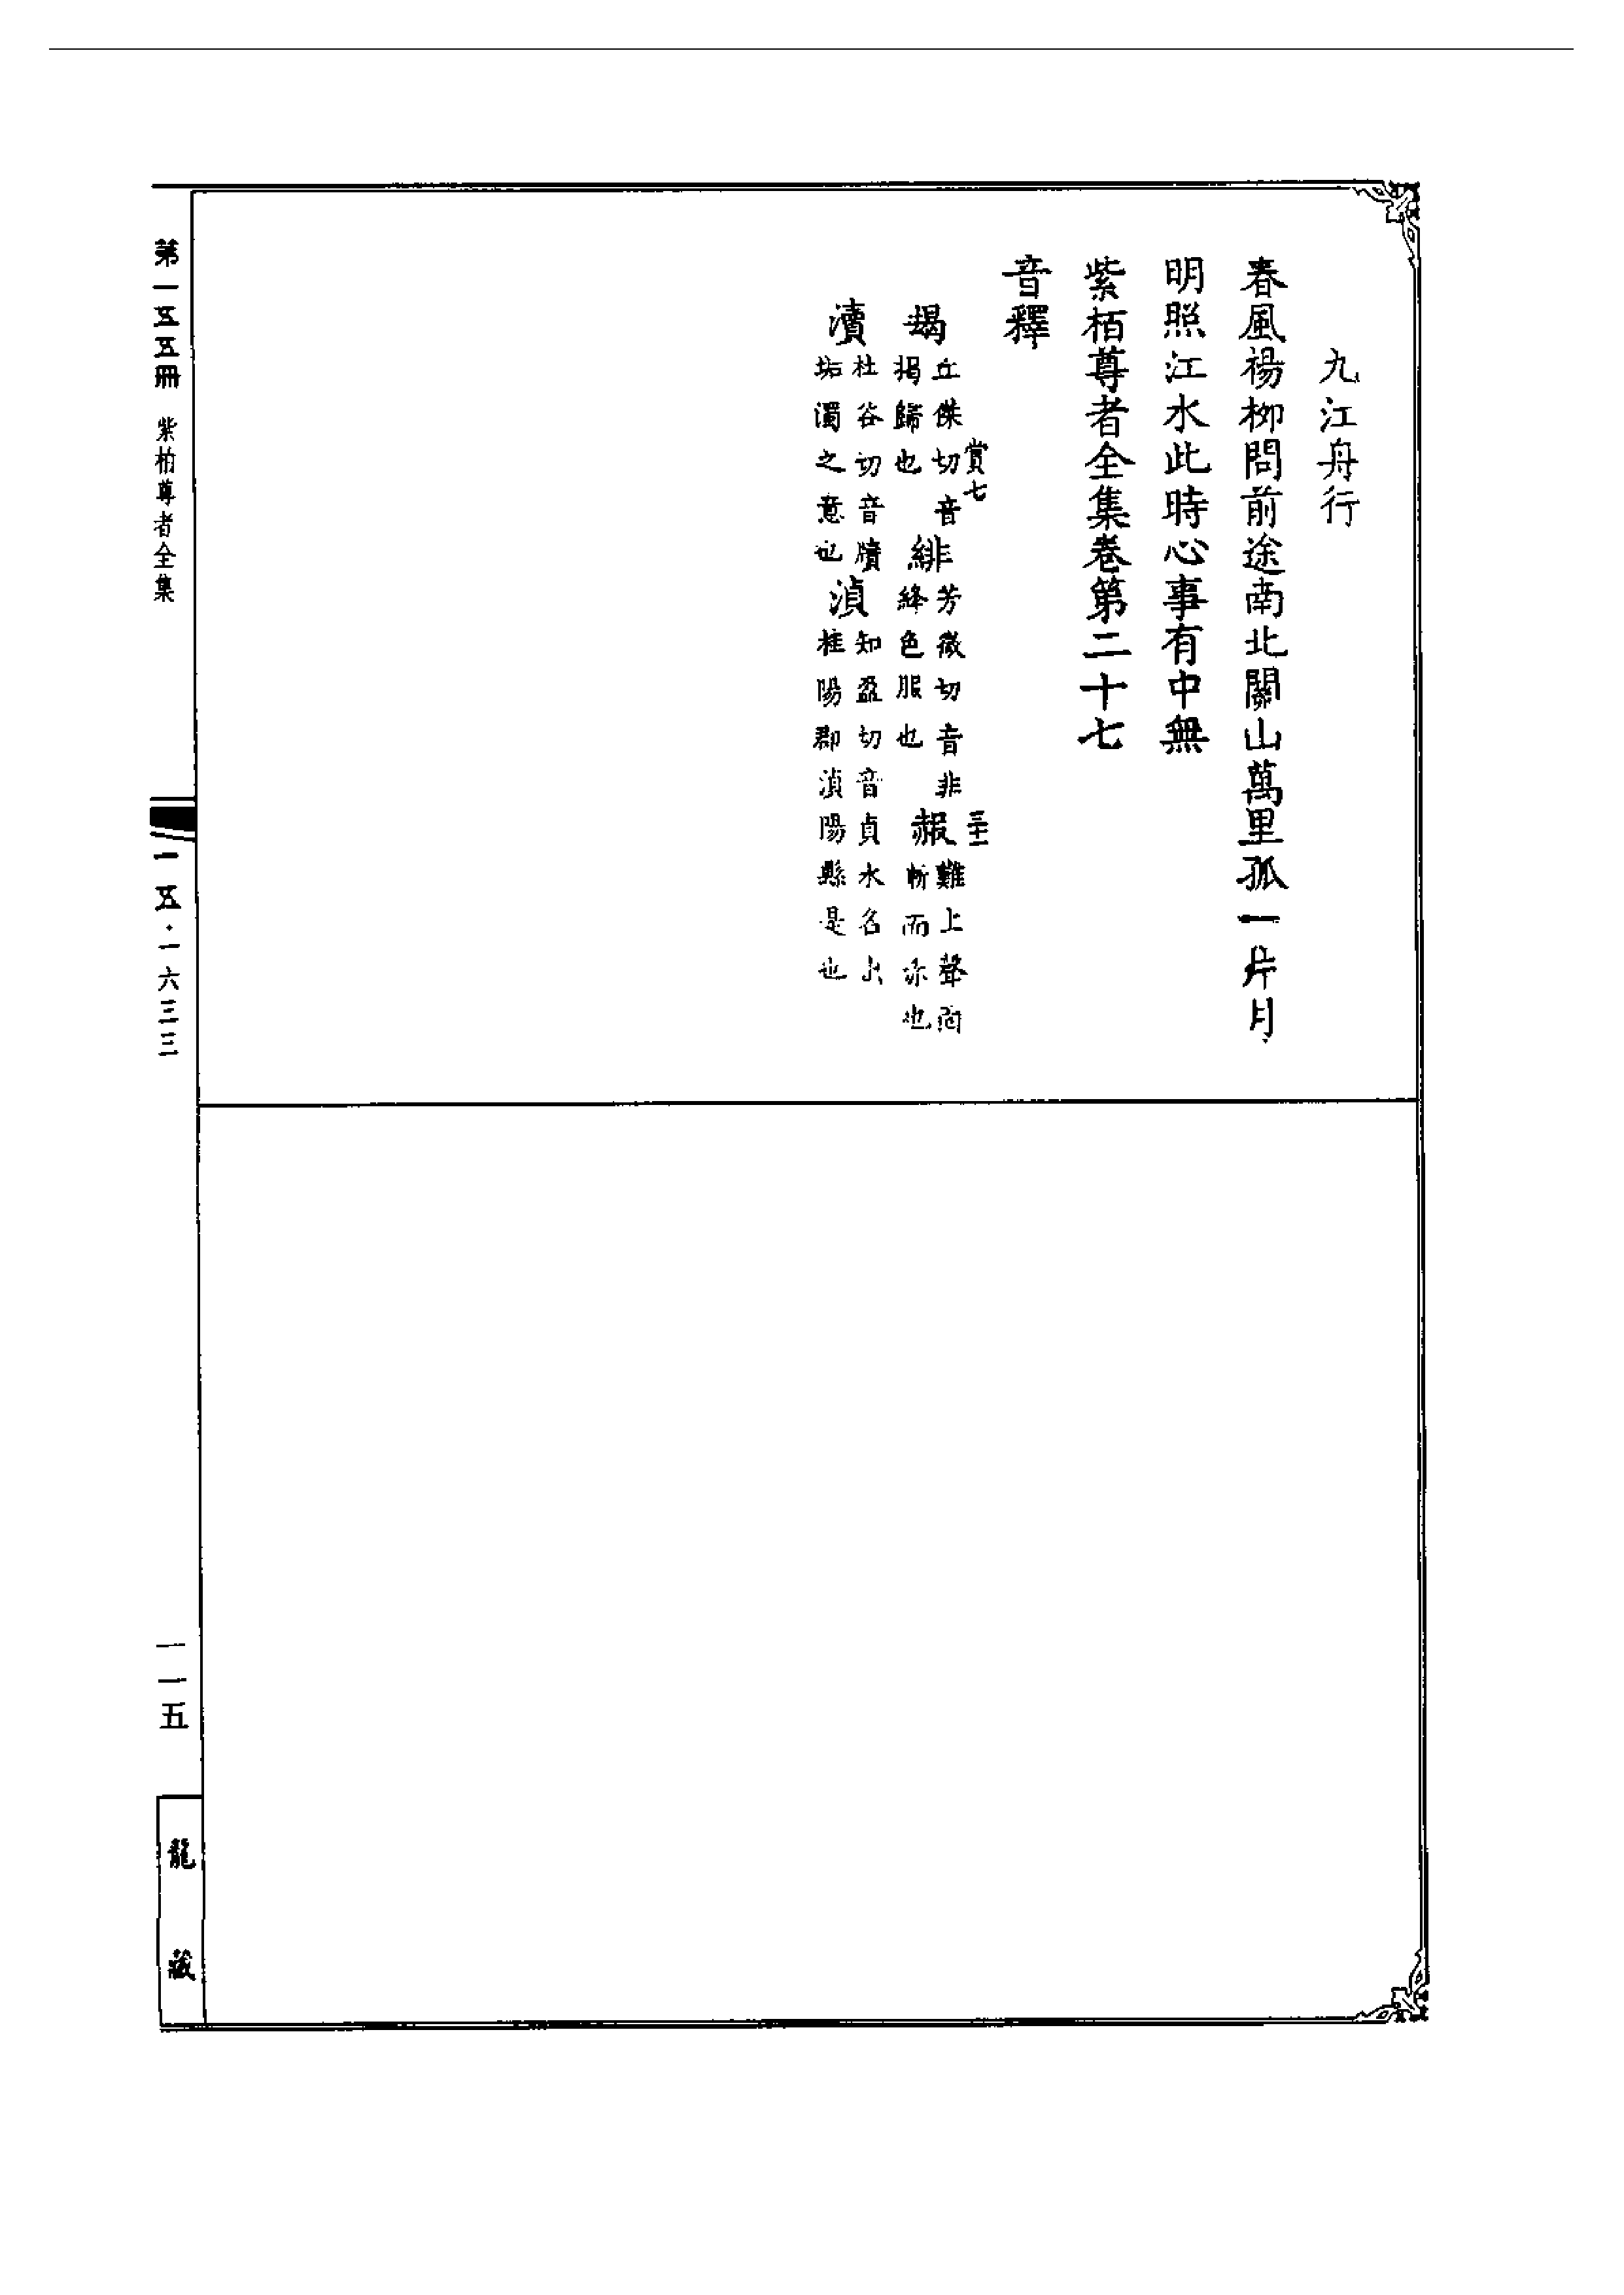 九江舟行
春風楊柳問前途南北關山萬里孤一片月
明照江水此時心事有中無
紫栢尊者全集卷第二十七
音釋
賞七
朅
丘傑切音
揭歸也
緋
芳微切音非
絳色服也
赧
難上聲
慚而赤也
瀆
杜谷切音牘
垢濁之意也
湞
知盈切音貞水名出
桂陽郡湞陽縣是也
第一五五冊
紫柏尊者全集
一五·一六三三
一一五
龍藏